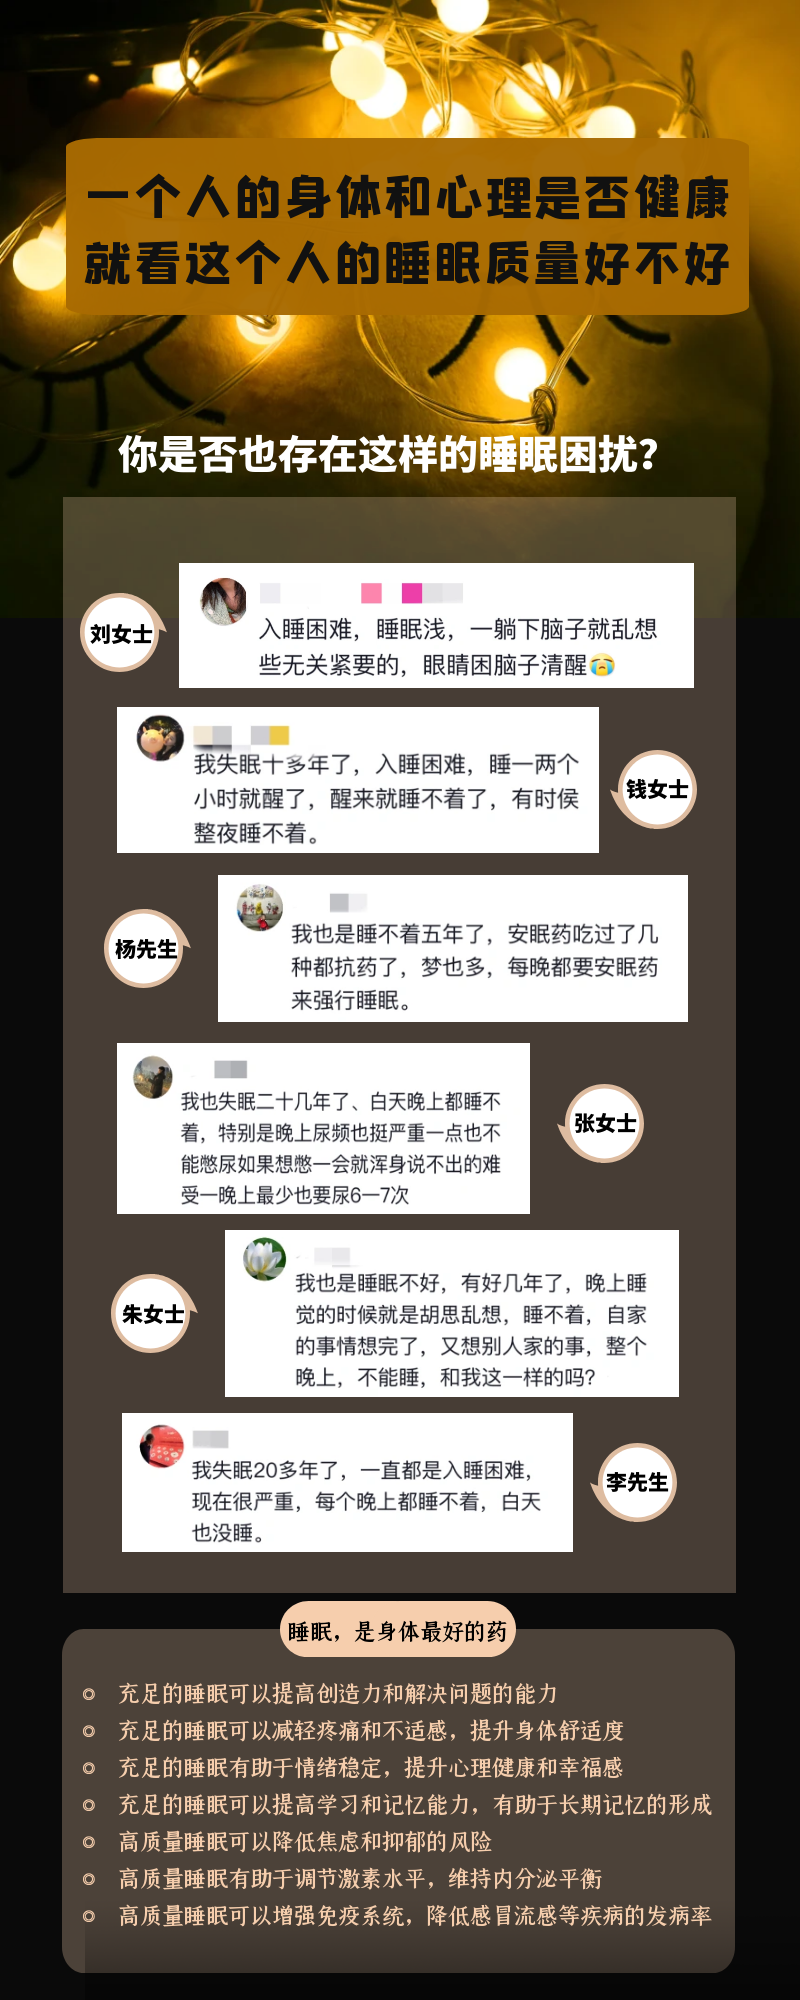 一个人的身体和心理是否健康
就看这个人的睡眠质量好不好
你是否也存在这样的睡眠困扰?
刘女士
入睡困难，睡眠浅，一躺下脑子就乱想
些无关紧要的，眼睛困脑子清醒😭
我失眠十多年了，入睡困难，睡一两个
小时就醒了，醒来就睡不着了，有时侯
整夜睡不着。
钱女士
杨先生
我也是睡不着五年了，安眠药吃过了几
种都抗药了，梦也多，每晚都要安眠药
来强行睡眠。
我也失眠二十几年了、白天晚上都睡不
着，特别是晚上尿频也挺严重一点也不
能憋尿如果想憋一会就浑身说不出的难
受一晚上最少也要尿6一7次
张女士
朱女士
我也是睡眠不好，有好几年了，晚上睡
觉的时候就是胡思乱想，睡不着，自家
的事情想完了，又想别人家的事，整个
晚上，不能睡，和我这一样的吗?
我失眠20多年了，一直都是入睡困难，
现在很严重，每个晚上都睡不着，白天
也没睡。
李先生
睡眠，是身体最好的药
充足的睡眠可以提高创造力和解决问题的能力
充足的睡眠可以减轻疼痛和不适感，提升身体舒适度
充足的睡眠有助于情绪稳定，提升心理健康和幸福感
充足的睡眠可以提高学习和记忆能力，有助于长期记忆的形成
高质量睡眠可以降低焦虑和抑郁的风险
高质量睡眠有助于调节激素水平，维持内分泌平衡
高质量睡眠可以增强免疫系统，降低感冒流感等疾病的发病率